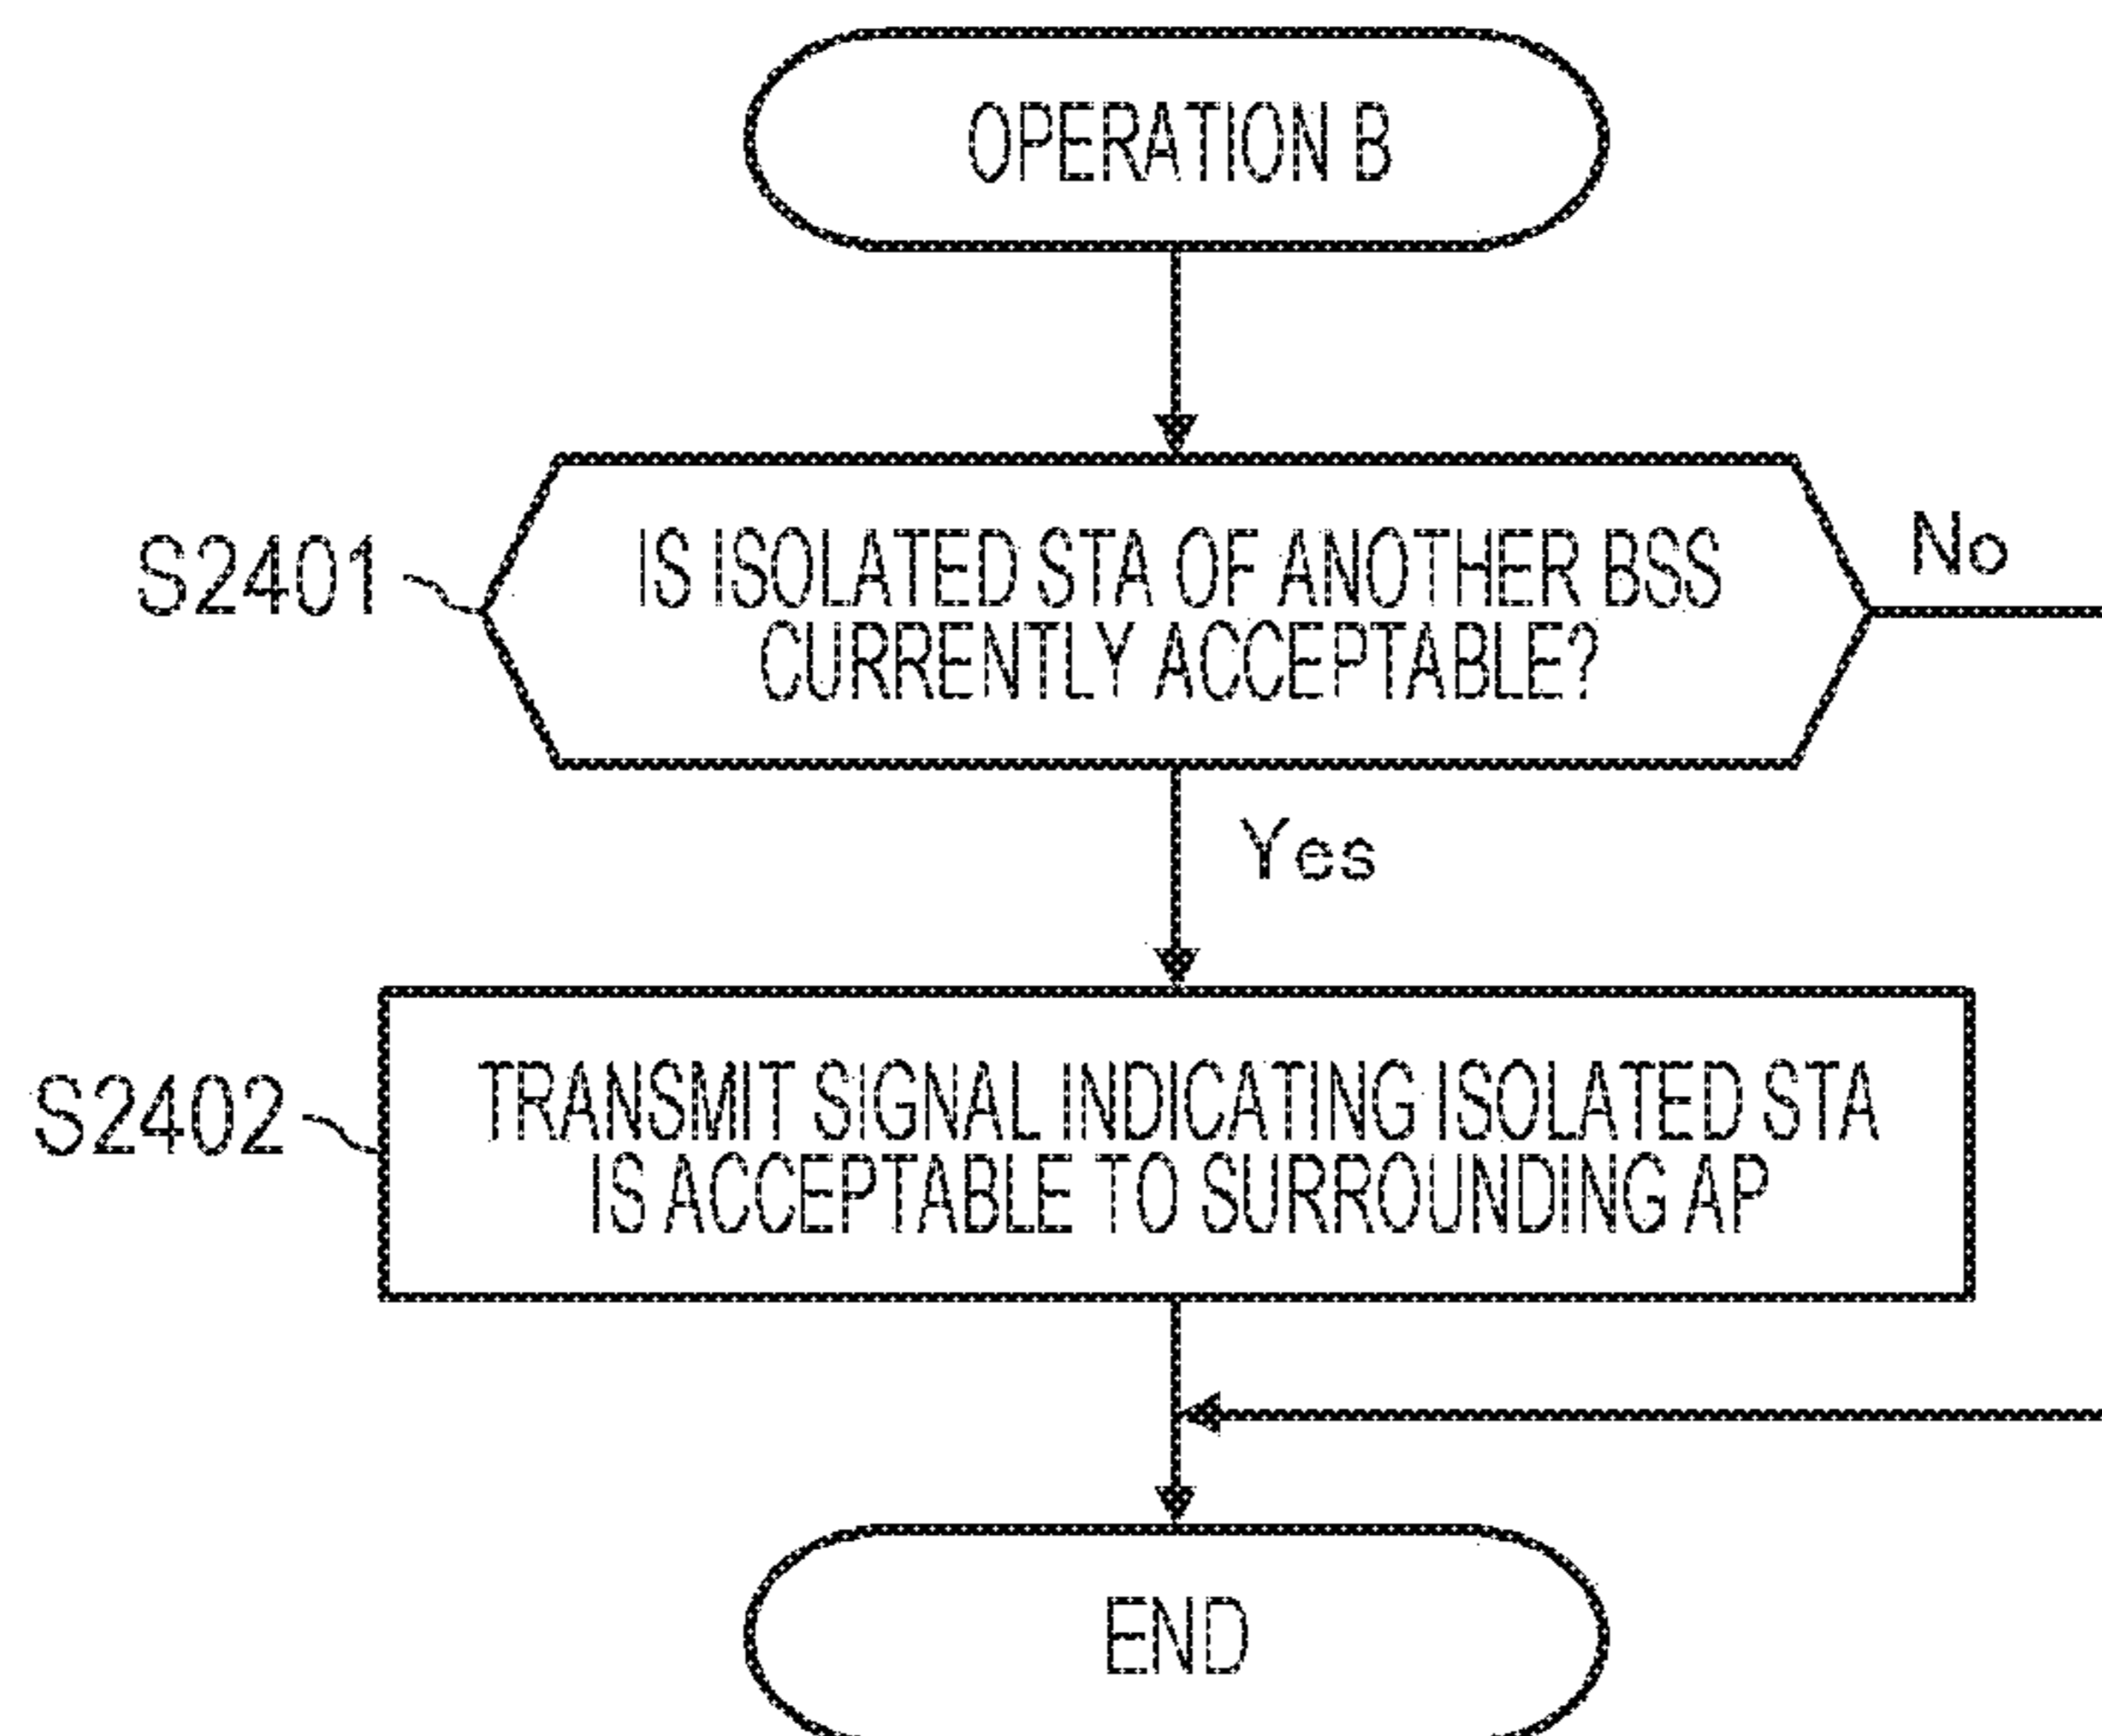 OPERATION B
S2401
IS ISOLATED STA OF ANOTHER BSS
CURRENTLY ACCEPTABLE?
No
Yes
S2402
TRANSMIT SIGNAL INDICATING ISOLATED STA
IS ACCEPTABLE TO SURROUNDING AP
END